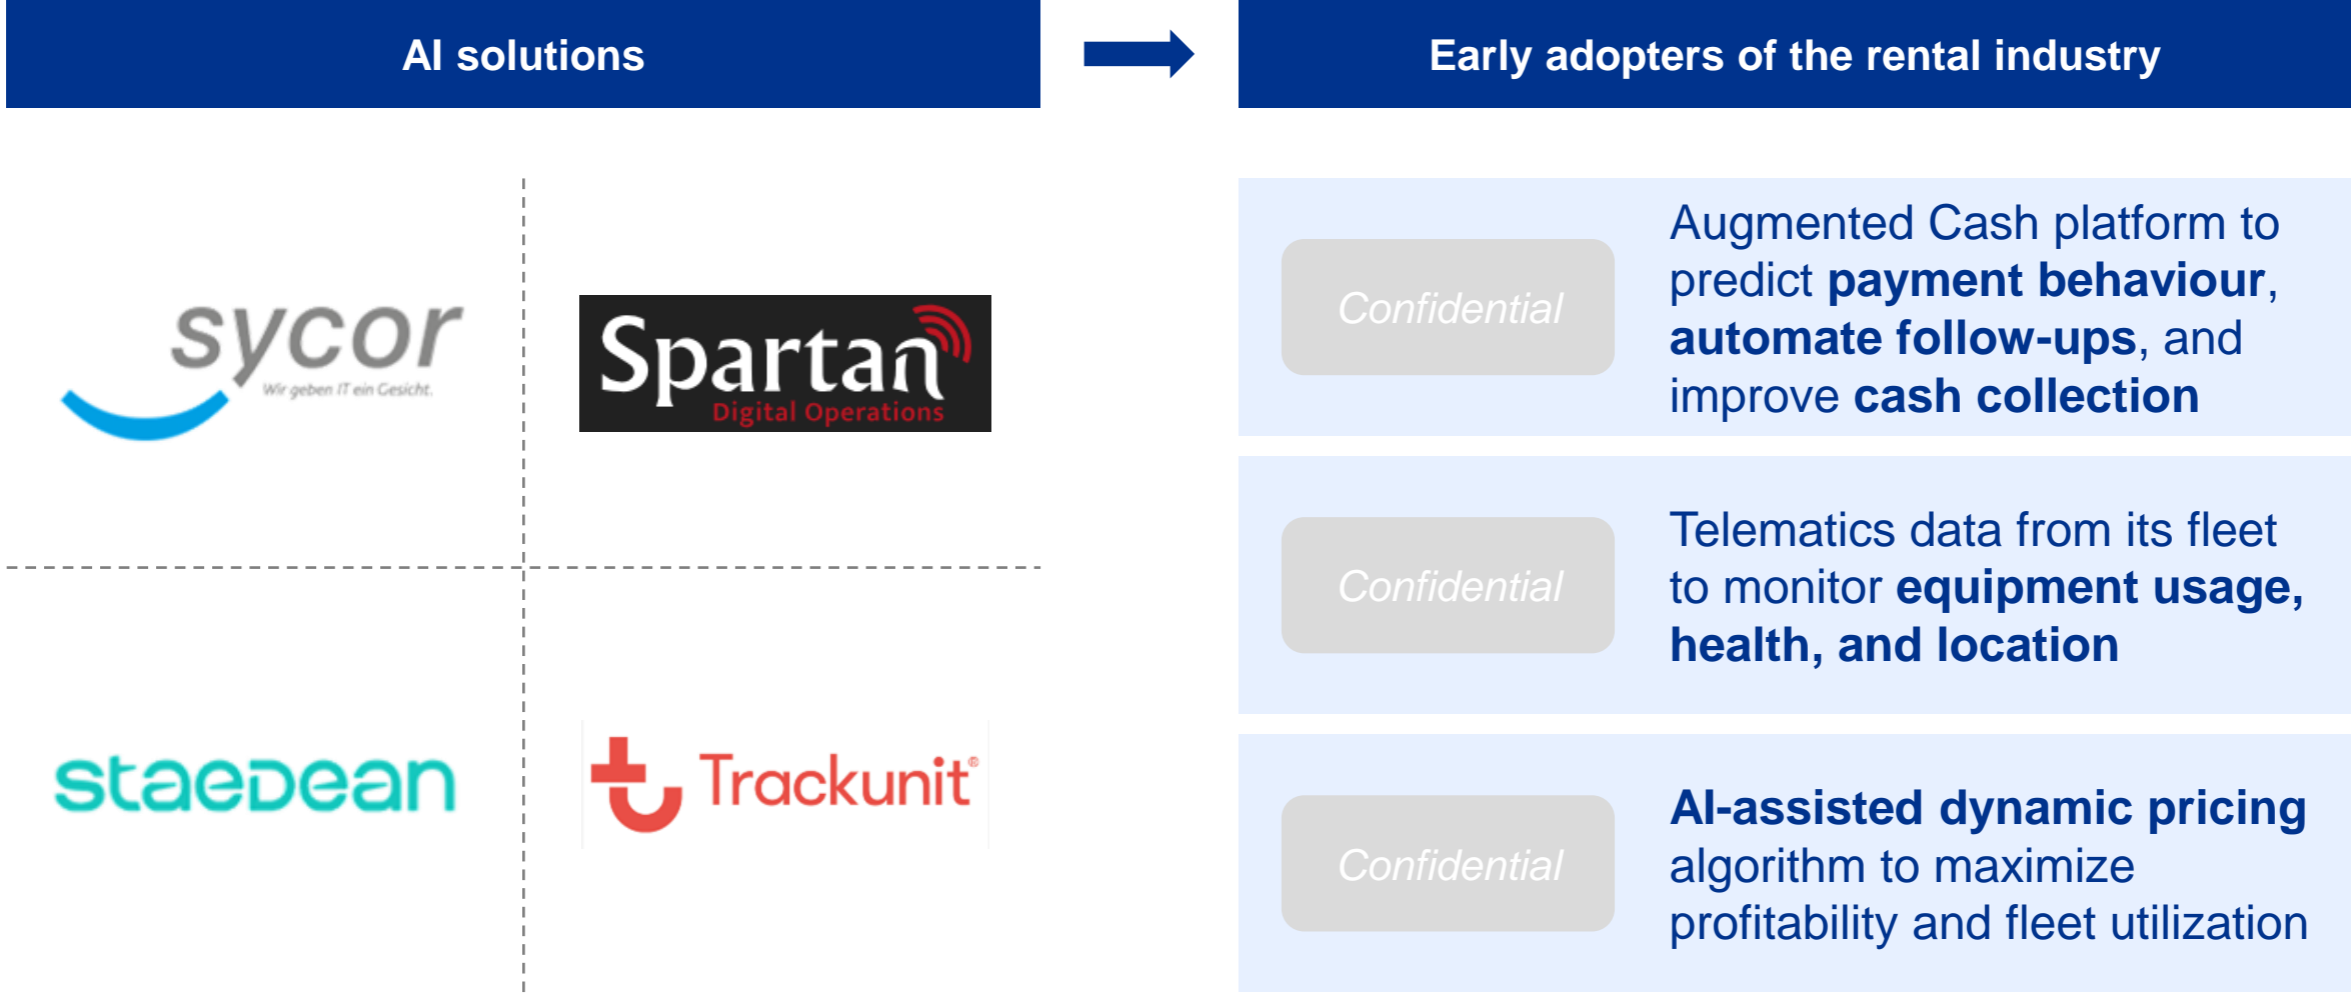 AI solutions
Early adopters of the rental industry
sycor
Wir geben IT ein Gesicht.
Spartan
Digital Operations
staedean
Trackunit®
Confidential
Augmented Cash platform to
predict payment behaviour,
automate follow-ups, and
improve cash collection
Confidential
Telematics data from its fleet
to monitor equipment usage,
health, and location
Confidential
AI-assisted dynamic pricing
algorithm to maximize
profitability and fleet utilization